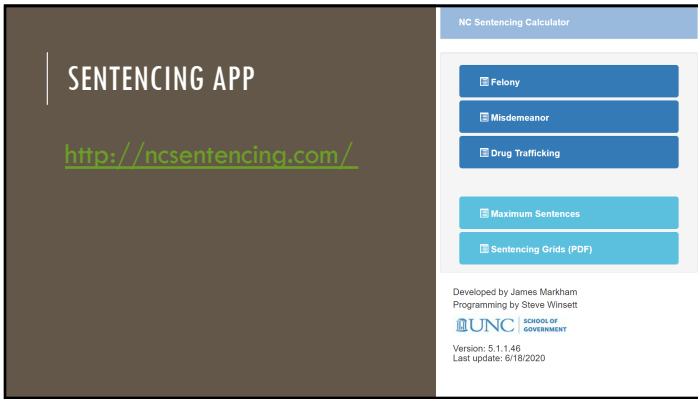 SENTENCING APP
http://ncsentencing.com/
NC Sentencing Calculator
Felony
Misdemeanor
Drug Trafficking
Maximum Sentences
Sentencing Grids (PDF)
Developed by James Markham
Programming by Steve Winsett
UNC
SCHOOL OF
GOVERNMENT
Version: 5.1.1.46
Last update: 6/18/2020